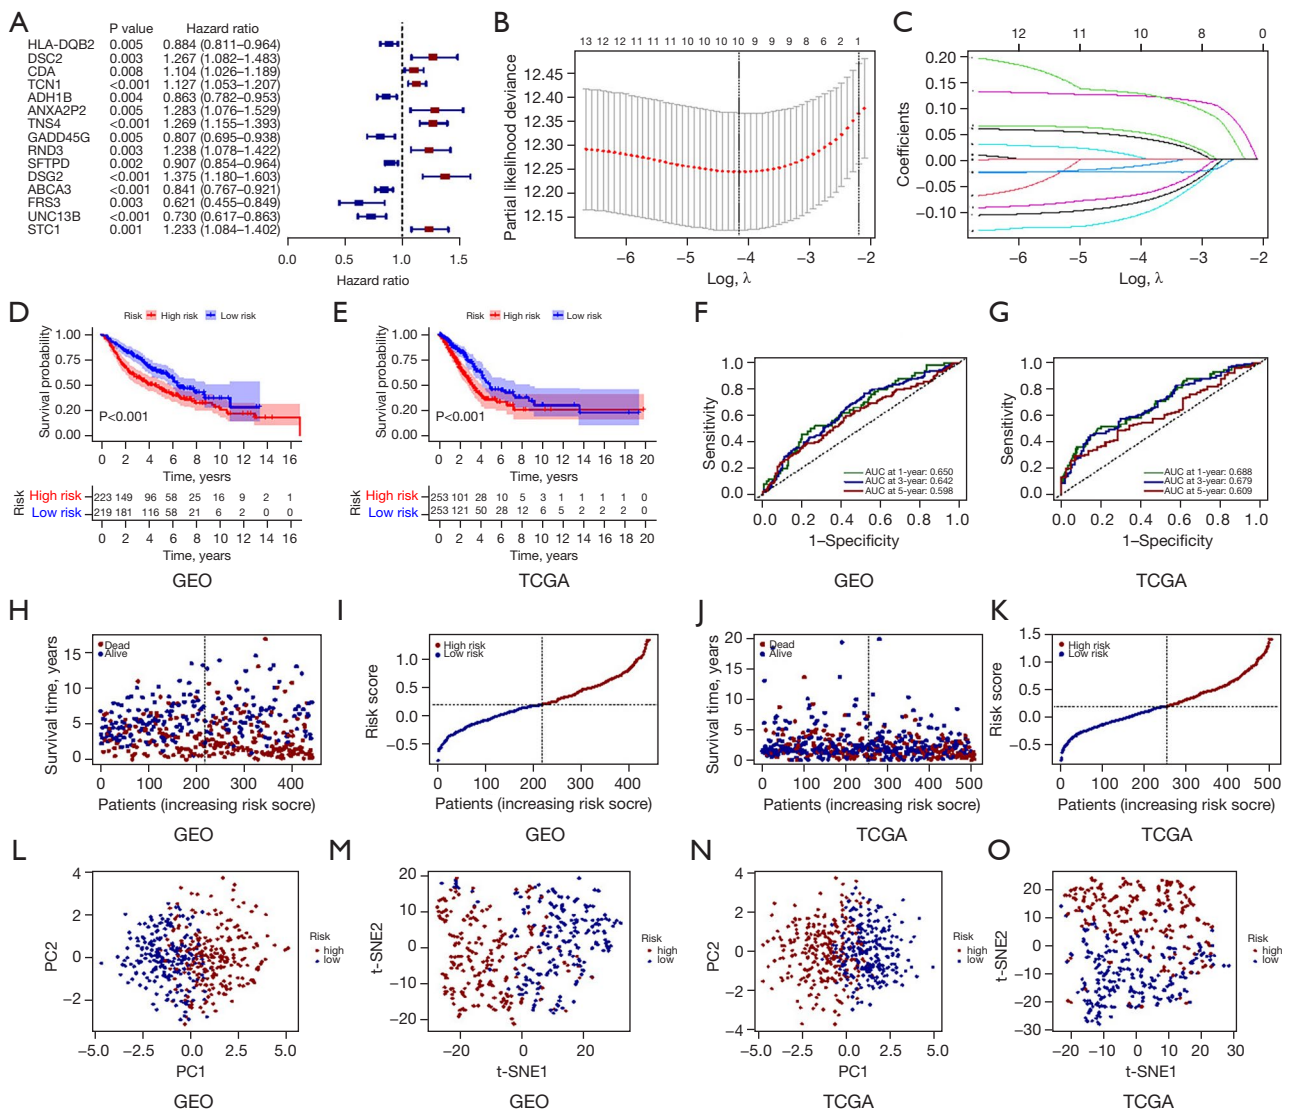 A
P value Hazard ratio
HLA-DQB2 0.005 0.884 (0.811–0.964)
DSC2 0.003 1.267 (1.082–1.483)
CDA 0.008 1.104 (1.026–1.189)
TCN1 <0.001 1.127 (1.053–1.207)
ADH1B 0.004 0.863 (0.782–0.953)
ANXA2P2 0.005 1.283 (1.076–1.529)
TNS4 <0.001 1.269 (1.155–1.393)
GADD45G 0.005 0.807 (0.695–0.938)
RND3 0.003 1.238 (1.078–1.422)
SFTPD 0.002 0.907 (0.854–0.964)
DSG2 <0.001 1.375 (1.180–1.603)
ABCA3 <0.001 0.841 (0.767–0.921)
FRS3 0.003 0.621 (0.455–0.849)
UNC13B <0.001 0.730 (0.617–0.863)
STC1 0.001 1.233 (1.084–1.402)
0.0 0.5 1.0 1.5
Hazard ratio
B
13 12 12 12 11 11 11 10 10 10 10 9 9 9 8 6 2 1
Partial likelihood deviance
12.45
12.40
12.35
12.30
12.25
12.20
12.15
−6 −5 −4 −3 −2
Log, λ
C
12 11 10 8 0
Coefficients
0.20
0.15
0.10
0.05
0.00
−0.05
−0.10
−6 −5 −4 −3 −2
Log, λ
D
Risk High risk Low risk
Survival probability
1.00
0.75
0.50
0.20
0.00
P<0.001
0 2 4 6 8 10 12 14 16
Time, years
Risk
High risk 223 149 96 58 25 16 9 2 1
Low risk 219 181 116 58 21 6 2 0 0
0 2 4 6 8 10 12 14 16
Time, years
GEO
E
Risk High risk Low risk
Survival probability
1.00
0.75
0.50
0.20
0.00
P<0.001
0 2 4 6 8 10 12 14 16 18 20
Time, years
Risk
High risk 253 101 28 10 5 3 1 1 1 1 0
Low risk 253 121 50 28 12 6 5 2 2 2 0
0 2 4 6 8 10 12 14 16 18 20
Time, years
TCGA
F
Sensitivity
1.0
0.8
0.6
0.4
0.2
0.0
AUC at 1-year: 0.650
AUC at 3-year: 0.642
AUC at 5-year: 0.598
0.0 0.2 0.4 0.6 0.8 1.0
1–Specificity
GEO
G
Sensitivity
1.0
0.8
0.6
0.4
0.2
0.0
AUC at 1-year: 0.688
AUC at 3-year: 0.679
AUC at 5-year: 0.609
0.0 0.2 0.4 0.6 0.8 1.0
1–Specificity
TCGA
H
Survival time, years
Dead
Alive
15
10
5
0
0 100 200 300 400
Patients (increasing risk socre)
GEO
I
Risk score
High risk
Low risk
1.0
0.5
0.0
−0.5
0 100 200 300 400
Patients (increasing risk socre)
GEO
J
Survival time, years
Dead
Alive
20
15
10
5
0
0 100 200 300 400 500
Patients (increasing risk socre)
TCGA
K
Risk score
High risk
Low risk
1.5
1.0
0.5
0.0
−0.5
0 100 200 300 400 500
Patients (increasing risk socre)
TCGA
L
PC2
4
2
0
−2
−5.0 −2.5 0.0 2.5 5.0
PC1
Risk
high
low
GEO
M
t-SNE2
20
10
0
−10
−20
−20 0 20
t-SNE1
Risk
high
low
GEO
N
PC2
4
2
0
−2
−4
−5.0 −2.5 0.0 2.5 5.0
PC1
Risk
high
low
TCGA
O
t-SNE2
20
10
0
−10
−20
−30
−20 −10 0 10 20 30
t-SNE1
Risk
high
low
TCGA